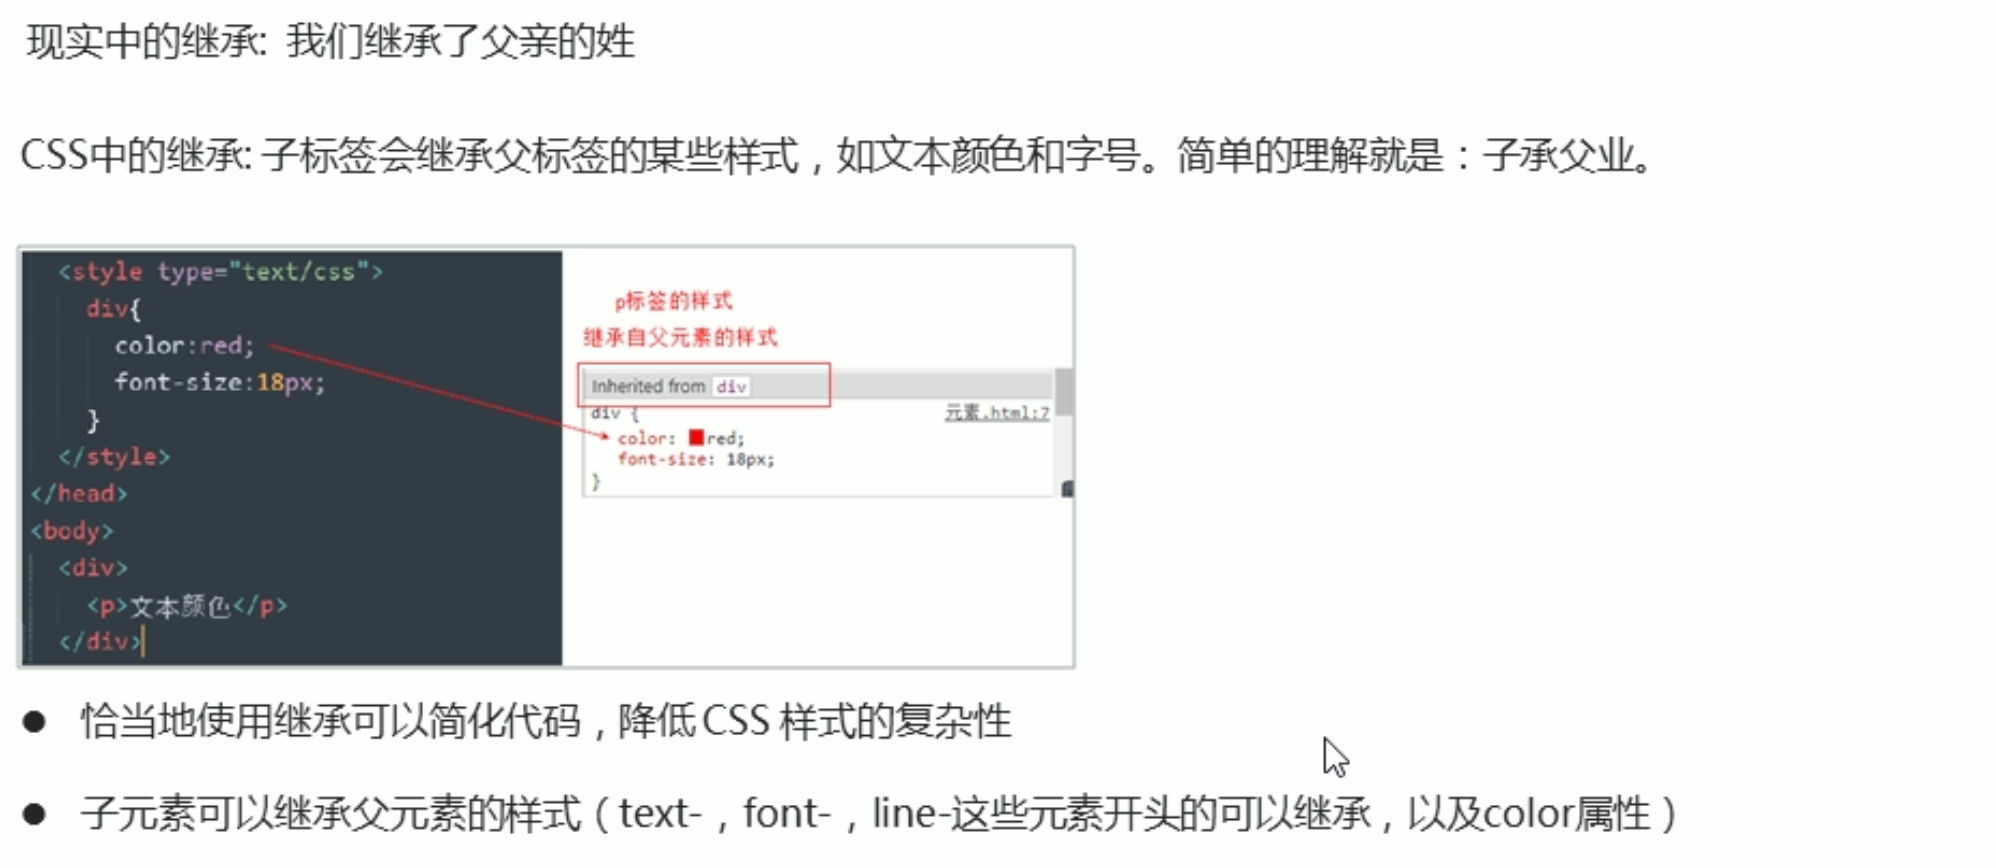 现实中的继承: 我们继承了父亲的姓
CSS中的继承: 子标签会继承父标签的某些样式，如文本颜色和字号。简单的理解就是：子承父业。
<style type="text/css">
div{
color:red;
font-size:18px;
}
</style>
</head>
<body>
<div>
<p>文本颜色</p>
</div>
p标签的样式
继承自父元素的样式
Inherited from div
div { 元素.html:7
color: red;
font-size: 18px;
}
● 恰当地使用继承可以简化代码，降低 CSS 样式的复杂性
● 子元素可以继承父元素的样式（text-，font-，line-这些元素开头的可以继承，以及color属性）